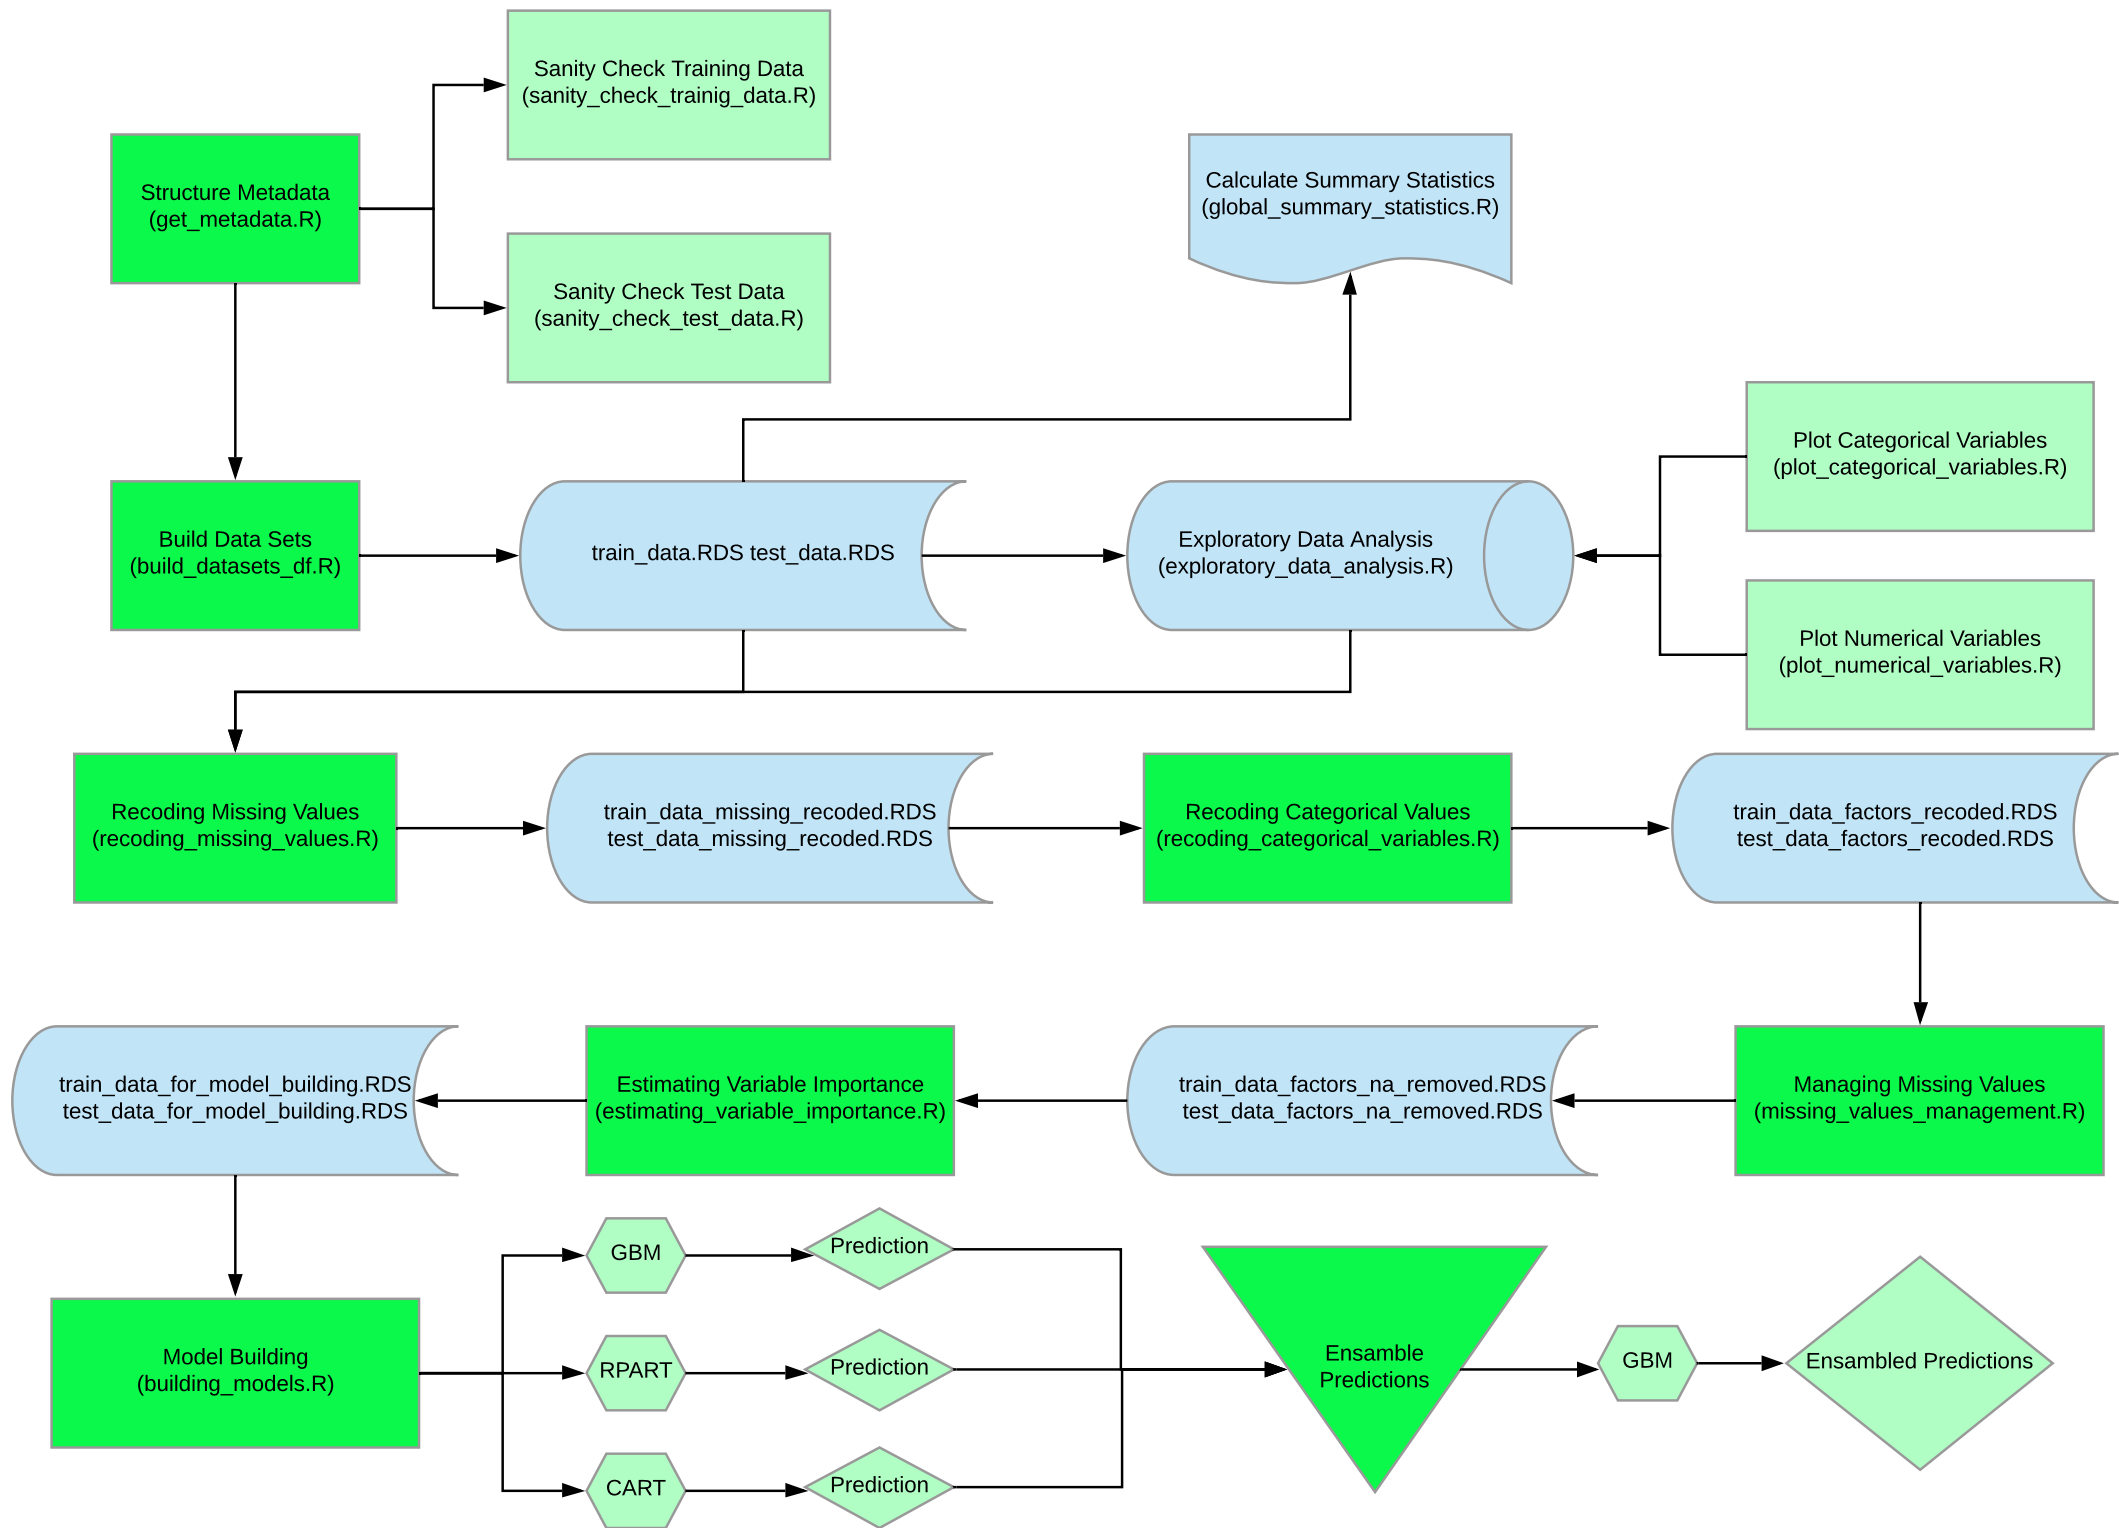 Sanity Check Training Data
(sanity_check_trainig_data.R)
Structure Metadata
(get_metadata.R)
Calculate Summary Statistics
(global_summary_statistics.R)
Sanity Check Test Data
(sanity_check_test_data.R)
Plot Categorical Variables
(plot_categorical_variables.R)
Build Data Sets
(build_datasets_df.R)
train_data.RDS test_data.RDS
Exploratory Data Analysis
(exploratory_data_analysis.R)
Plot Numerical Variables
(plot_numerical_variables.R)
Recoding Missing Values
(recoding_missing_values.R)
train_data_missing_recoded.RDS
test_data_missing_recoded.RDS
Recoding Categorical Values
(recoding_categorical_variables.R)
train_data_factors_recoded.RDS
test_data_factors_recoded.RDS
train_data_for_model_building.RDS
test_data_for_model_building.RDS
Estimating Variable Importance
(estimating_variable_importance.R)
train_data_factors_na_removed.RDS
test_data_factors_na_removed.RDS
Managing Missing Values
(missing_values_management.R)
Model Building
(building_models.R)
GBM
Prediction
RPART
Prediction
CART
Prediction
Ensamble
Predictions
GBM
Ensambled Predictions